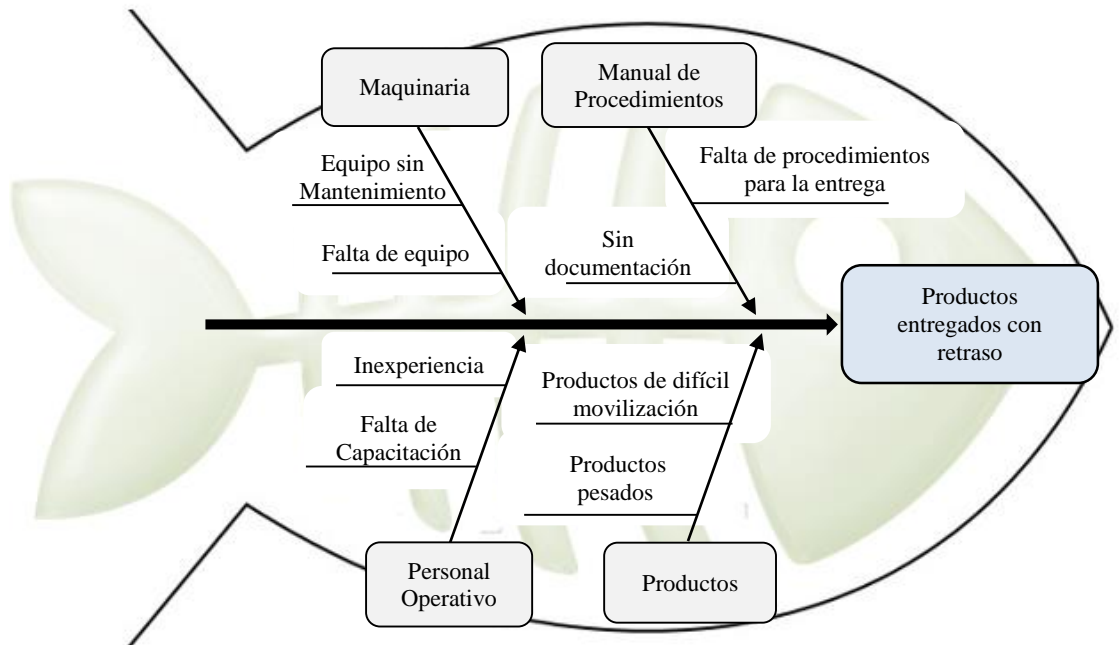 Maquinaria
Manual de
Procedimientos
Equipo sin
Mantenimiento
Falta de procedimientos
para la entrega
Falta de equipo
Sin
documentación
Productos
entregados con
retraso
Inexperiencia
Productos de difícil
movilización
Falta de
Capacitación
Productos
pesados
Personal
Operativo
Productos